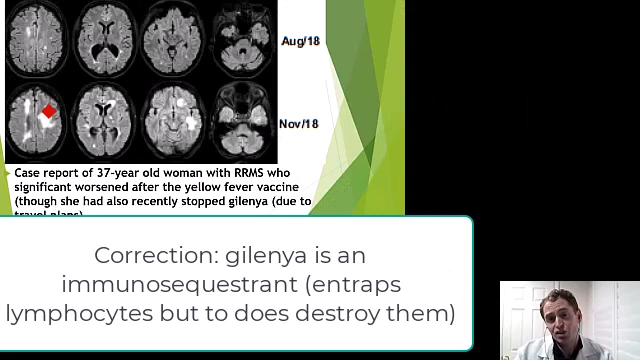 Aug/18
Nov/18
Case report of 37-year old woman with RRMS who
significant worsened after the yellow fever vaccine
(though she had also recently stopped gilenya (due to
travel plans)
Correction: gilenya is an
immunosequestrant (entraps
lymphocytes but to does destroy them)